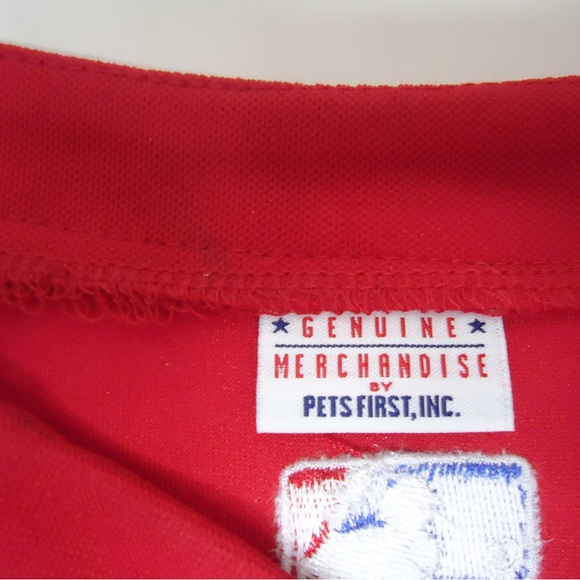 ★ GENUINE ★
MERCHANDISE
BY
PETS FIRST, INC.